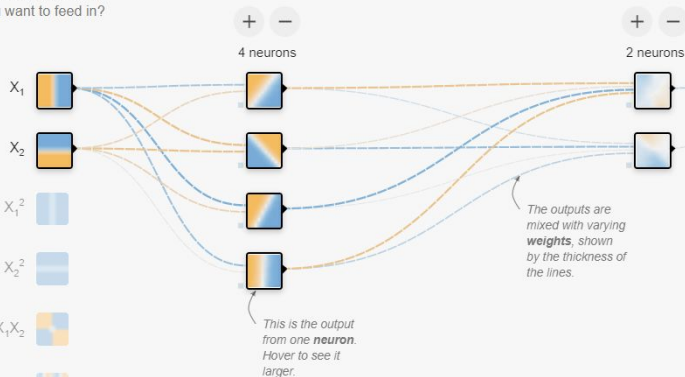 want to feed in?
+ − + −
4 neurons 2 neurons
X₁
X₂
X₁²
X₂²
X₁X₂
The outputs are
mixed with varying
weights, shown
by the thickness of
the lines.
This is the output
from one neuron.
Hover to see it
larger.